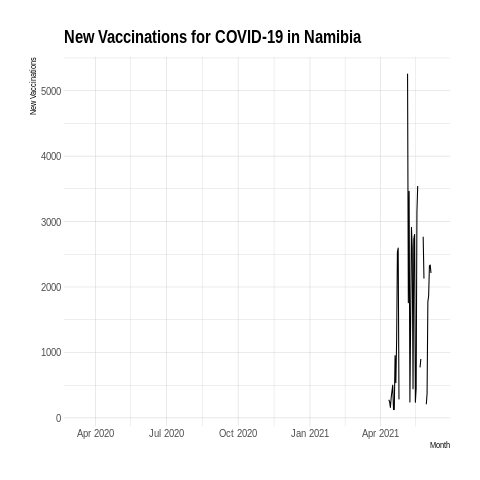 New Vaccinations for COVID-19 in Namibia
New Vaccinations
5000
4000
3000
2000
1000
0
Apr 2020 Jul 2020 Oct 2020 Jan 2021 Apr 2021
Month